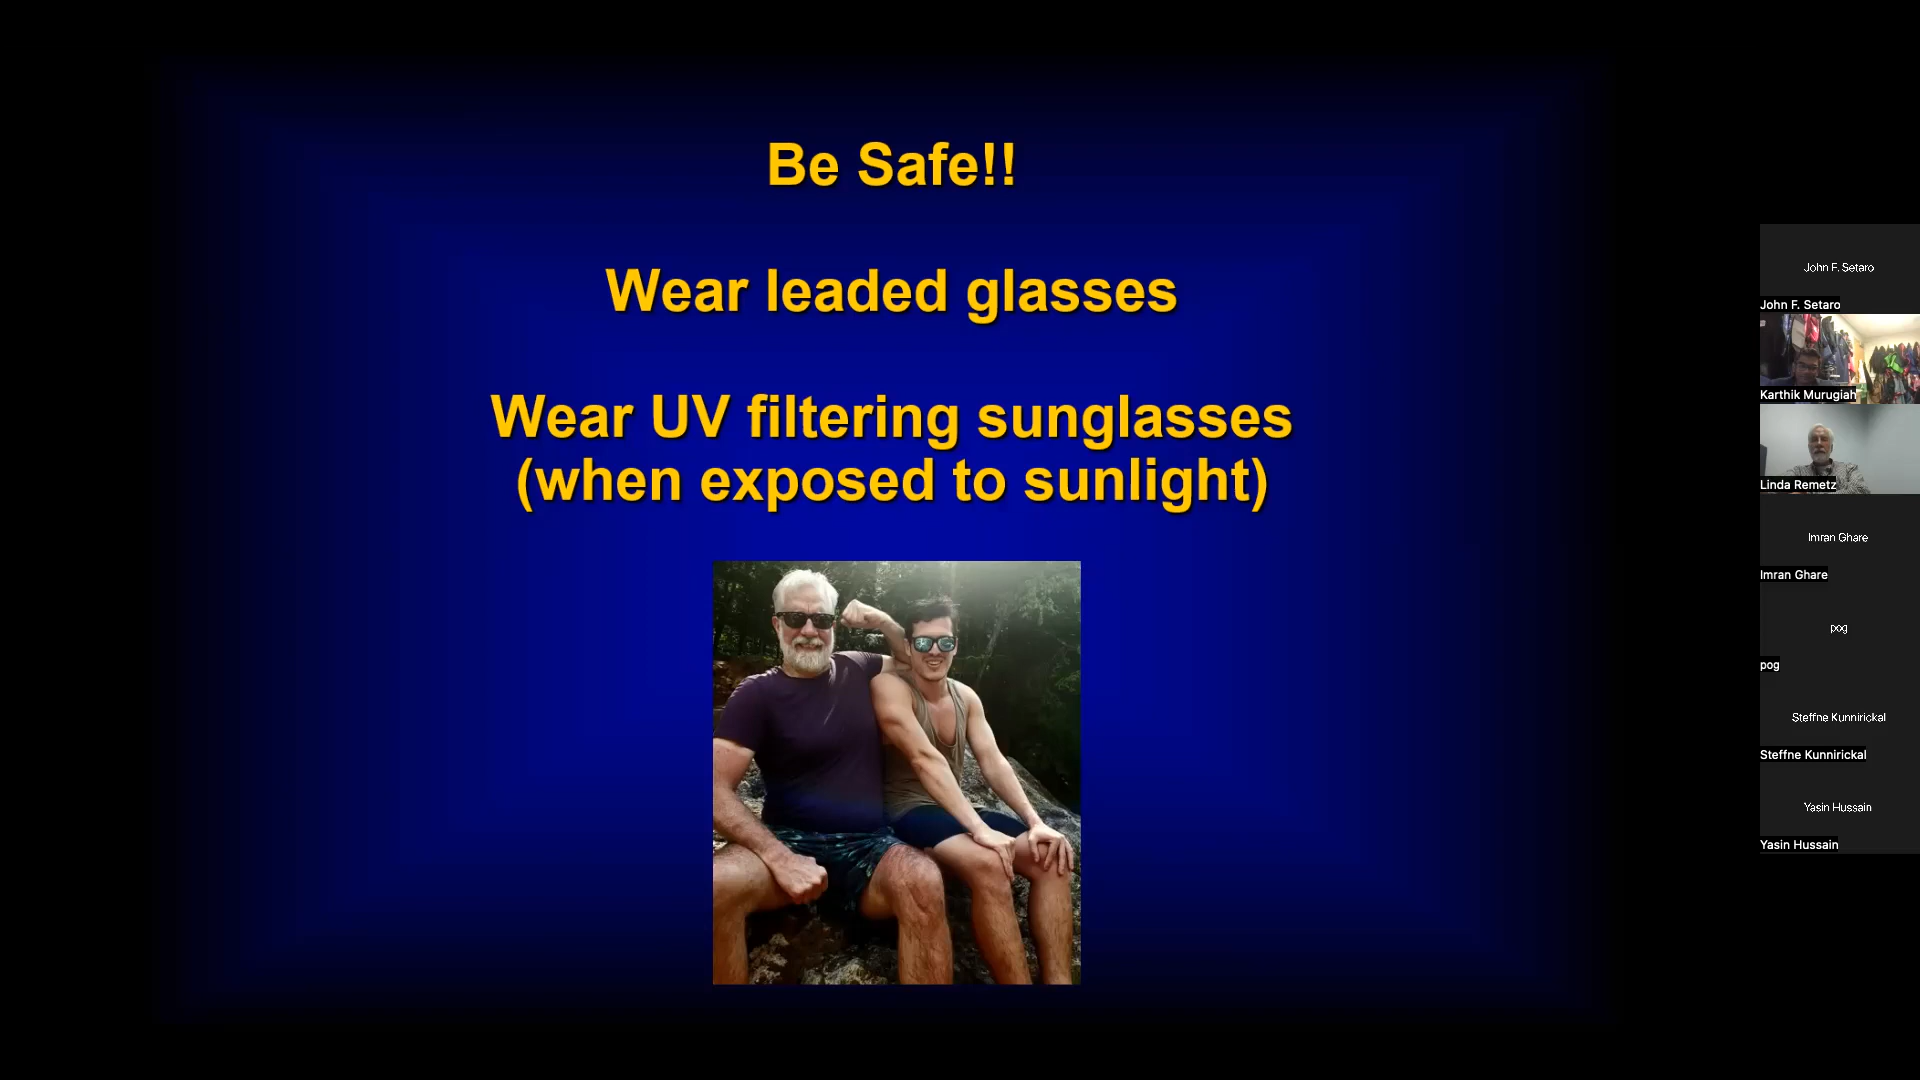 Be Safe!!
Wear leaded glasses
Wear UV filtering sunglasses
(when exposed to sunlight)
John F. Setaro
John F. Setaro
Karthik Murugiah
Linda Remetz
Imran Ghare
Imran Ghare
pog
pog
Steffne Kunnirickal
Steffne Kunnirickal
Yasin Hussain
Yasin Hussain